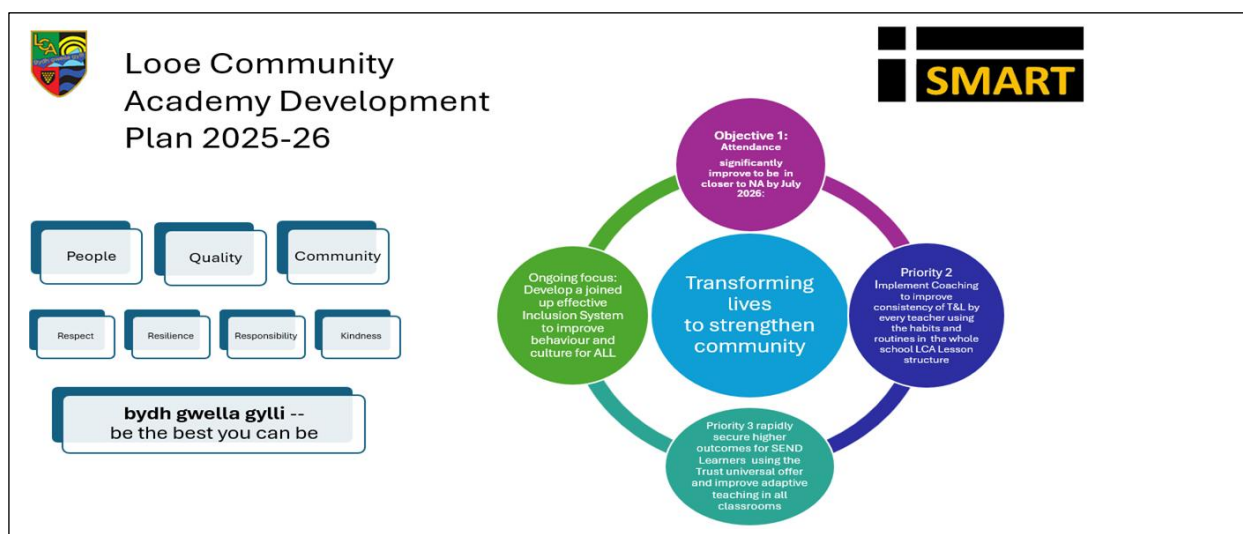 LCA
Looe Community
Academy Development
Plan 2025-26
SMART
People
Quality
Community
Respect
Resilience
Responsibility
Kindness
bydh gwella gylli --
be the best you can be
Objective 1:
Attendance
significantly
improve to be in
closer to NA by July
2026:
Priority 2
Implement Coaching
to improve
consistency of T&L by
every teacher using
the habits and
routines in the whole
school LCA Lesson
structure
Priority 3 rapidly
secure higher
outcomes for SEND
Learners using the
Trust universal offer
and improve adaptive
teaching in all
classrooms
Ongoing focus:
Develop a joined
up effective
Inclusion System
to improve
behaviour and
culture for ALL
Transforming
lives
to strengthen
community